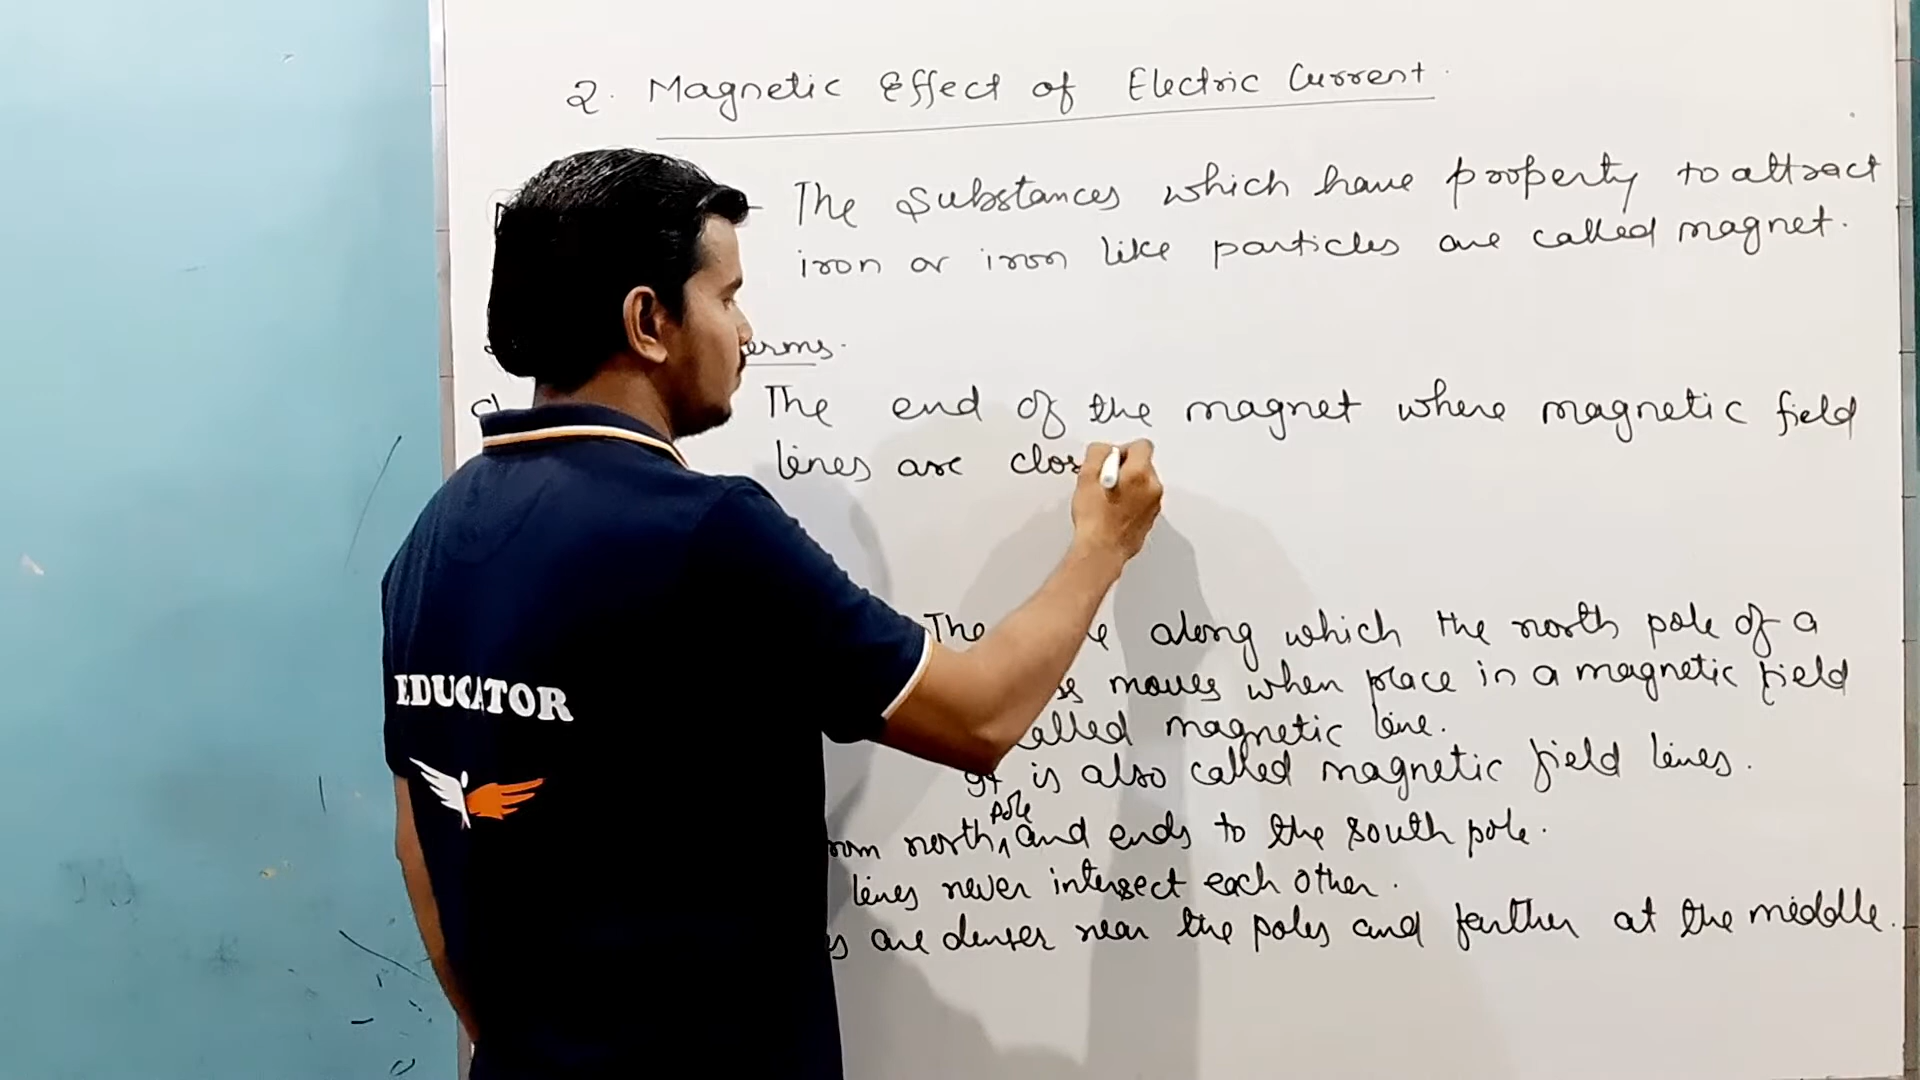 2. Magnetic Effect of Electric Current.
- The substances which have property to attract
iron or iron like particles are called magnet.
erms.
The end of the magnet where magnetic field
lines are clos
The along which the north pole of a
moves when place in a magnetic field
alled magnetic line.
It is also called magnetic field lines.
pole
rom north and ends to the south pole.
lines never intersect each other.
s are denser near the poles and farther at the middle.
EDUCATOR